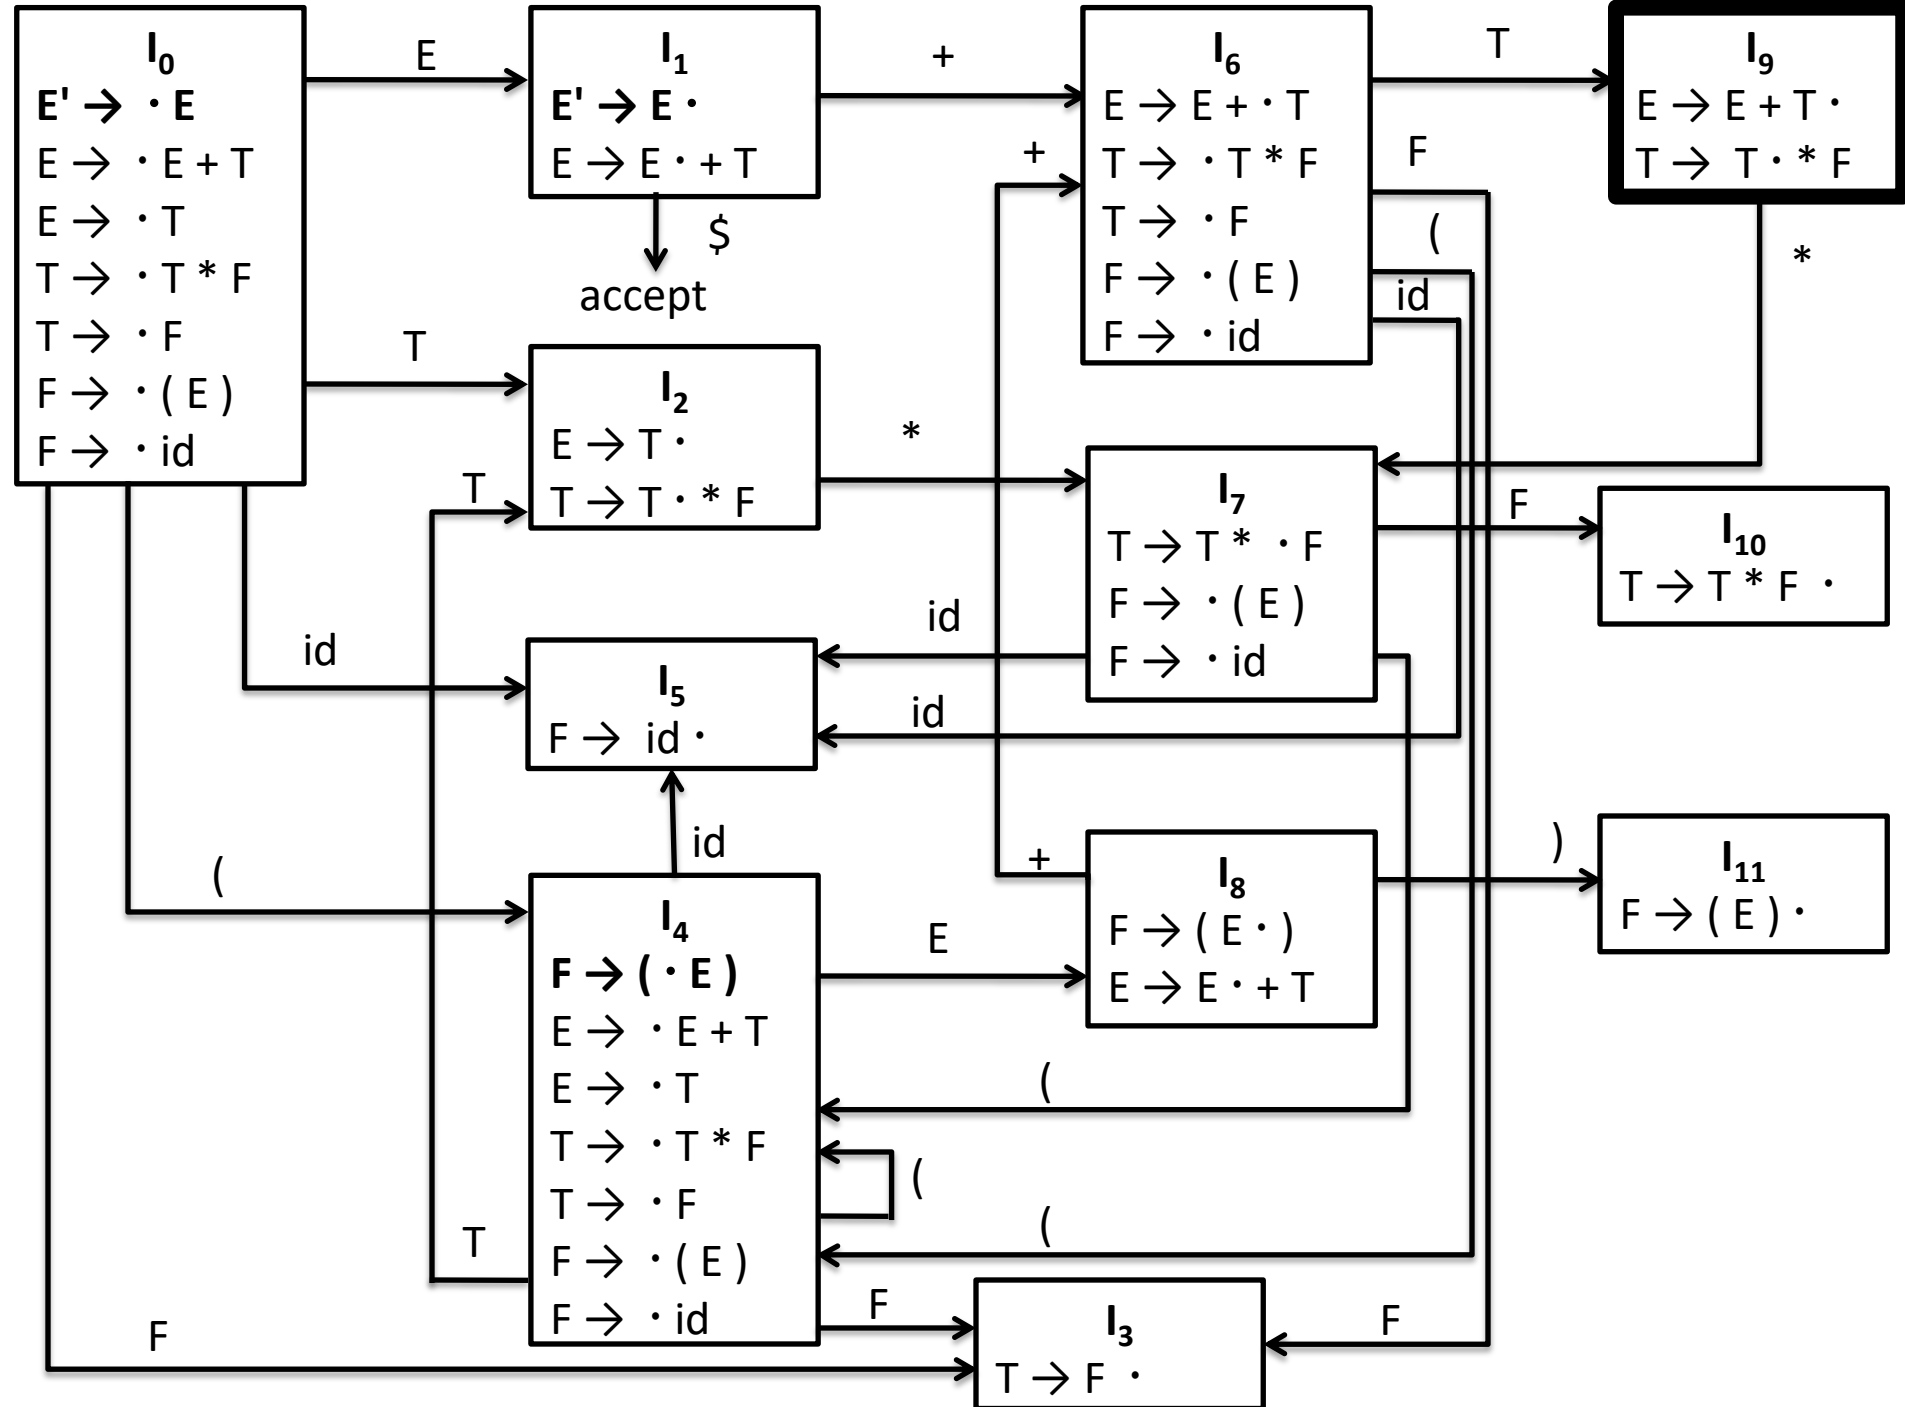 I₀
E' → · E
E → · E + T
E → · T
T → · T * F
T → · F
F → · ( E )
F → · id
E
I₁
E' → E ·
E → E · + T
$
accept
+
I₆
E → E + · T
T → · T * F
T → · F
F → · ( E )
F → · id
+
T
F
(
id
I₉
E → E + T ·
T → T · * F
*
T
I₂
E → T ·
T → T · * F
T
*
I₇
T → T * · F
F → · ( E )
F → · id
F
I₁₀
T → T * F ·
id
id
id
I₅
F → id ·
id
(
I₄
F → ( · E )
E → · E + T
E → · T
T → · T * F
T → · F
F → · ( E )
F → · id
E
+
I₈
F → ( E · )
E → E · + T
)
I₁₁
F → ( E ) ·
(
(
(
T
F
F
F
I₃
T → F ·